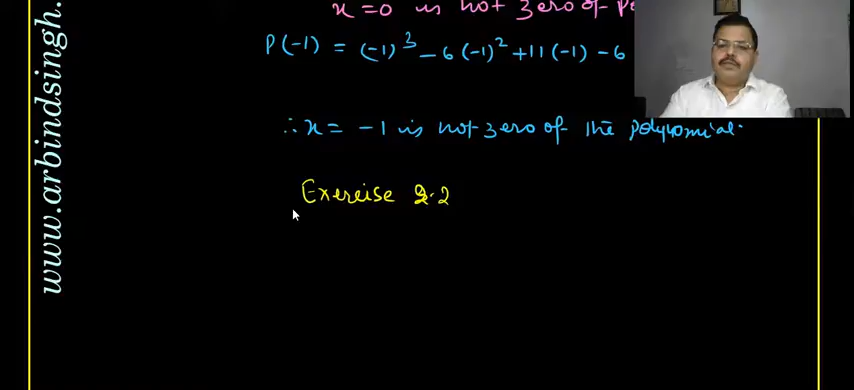 x = 0 is not zero of
P(-1) = (-1)³ - 6(-1)² + 11(-1) - 6
∴ x = -1 is not zero of the polynomial.
Exercise 2.2
www.arbindsingh.